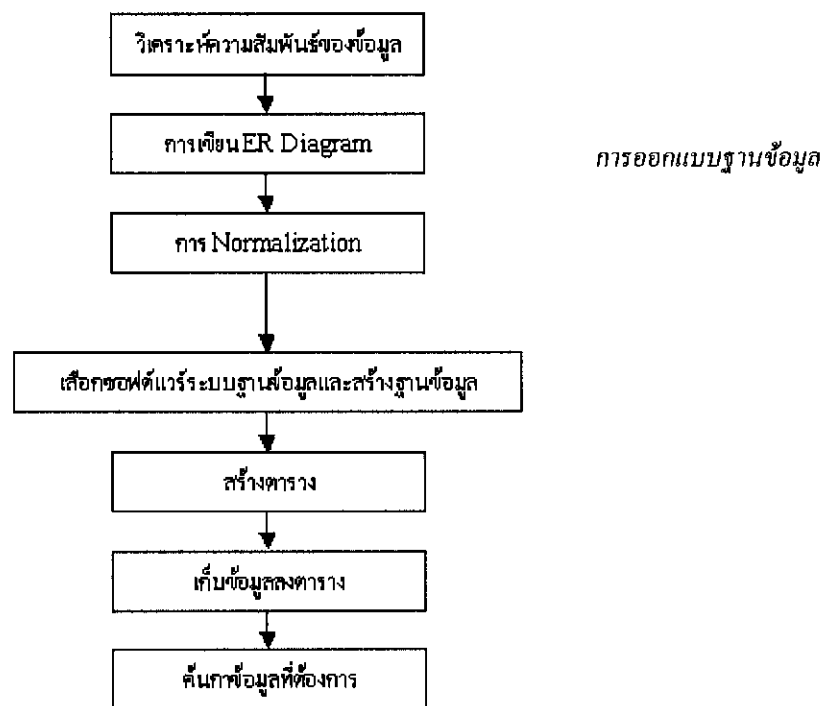 วิเคราะห์ความสัมพันธ์ของข้อมูล
การเขียน ER Diagram
การออกแบบฐานข้อมูล
การ Normalization
เลือกซอฟต์แวร์ระบบฐานข้อมูลและสร้างฐานข้อมูล
สร้างตาราง
เก็บข้อมูลลงตาราง
ค้นหาข้อมูลที่ต้องการ